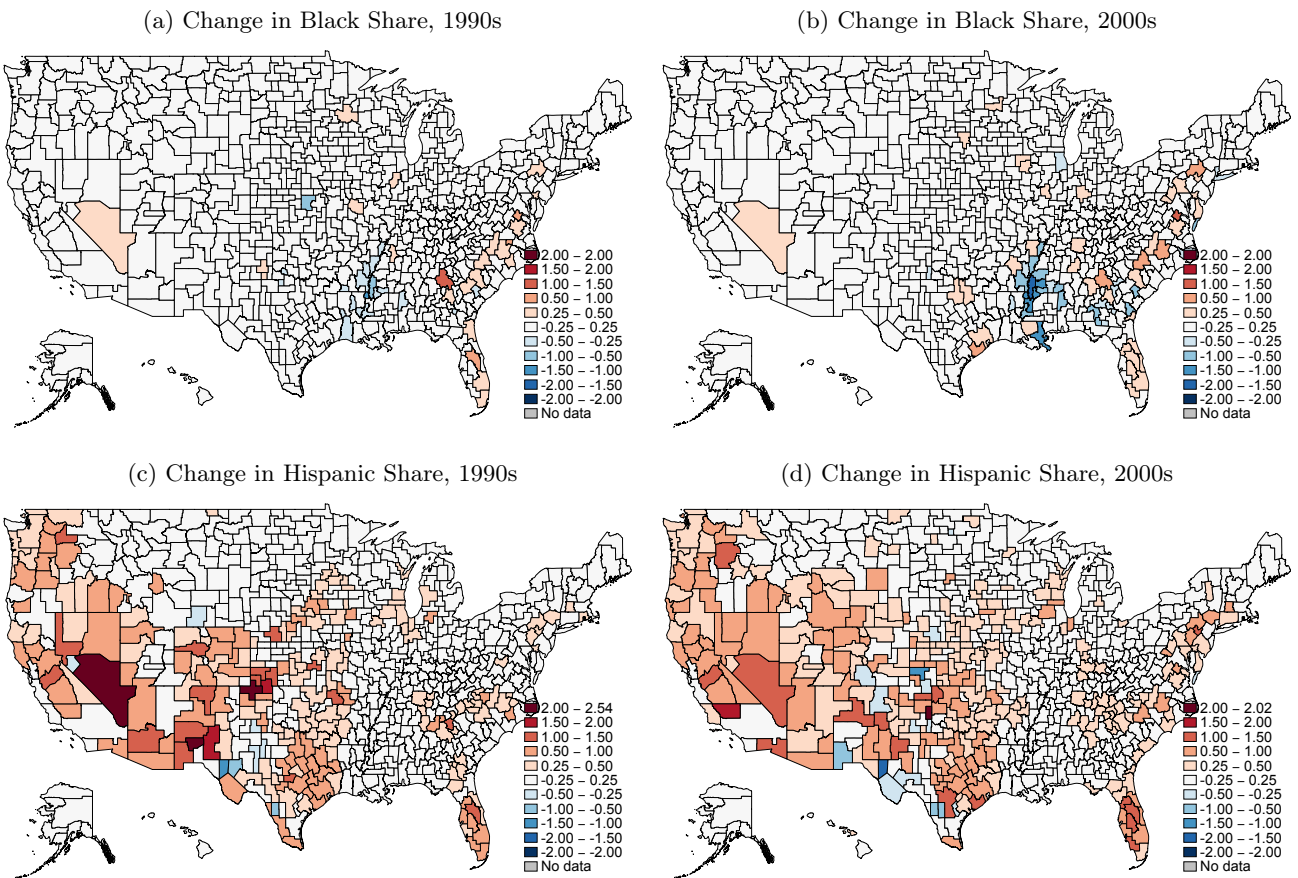 (a) Change in Black Share, 1990s
2.00 – 2.00
1.50 – 2.00
1.00 – 1.50
0.50 – 1.00
0.25 – 0.50
-0.25 – 0.25
-0.50 – -0.25
-1.00 – -0.50
-1.50 – -1.00
-2.00 – -1.50
-2.00 – -2.00
No data
(b) Change in Black Share, 2000s
2.00 – 2.00
1.50 – 2.00
1.00 – 1.50
0.50 – 1.00
0.25 – 0.50
-0.25 – 0.25
-0.50 – -0.25
-1.00 – -0.50
-1.50 – -1.00
-2.00 – -1.50
-2.00 – -2.00
No data
(c) Change in Hispanic Share, 1990s
2.00 – 2.54
1.50 – 2.00
1.00 – 1.50
0.50 – 1.00
0.25 – 0.50
-0.25 – 0.25
-0.50 – -0.25
-1.00 – -0.50
-1.50 – -1.00
-2.00 – -1.50
-2.00 – -2.00
No data
(d) Change in Hispanic Share, 2000s
2.00 – 2.02
1.50 – 2.00
1.00 – 1.50
0.50 – 1.00
0.25 – 0.50
-0.25 – 0.25
-0.50 – -0.25
-1.00 – -0.50
-1.50 – -1.00
-2.00 – -1.50
-2.00 – -2.00
No data